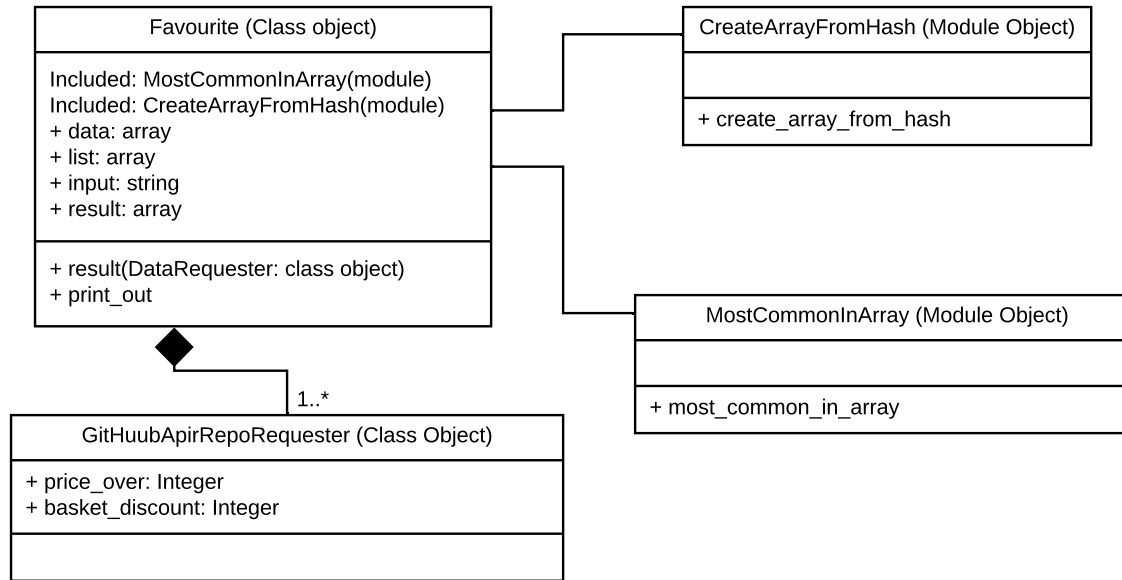 Favourite (Class object)
Included: MostCommonInArray(module)
Included: CreateArrayFromHash(module)
+ data: array
+ list: array
+ input: string
+ result: array
+ result(DataRequester: class object)
+ print_out
CreateArrayFromHash (Module Object)
+ create_array_from_hash
MostCommonInArray (Module Object)
+ most_common_in_array
1..*
GitHuubApirRepoRequester (Class Object)
+ price_over: Integer
+ basket_discount: Integer